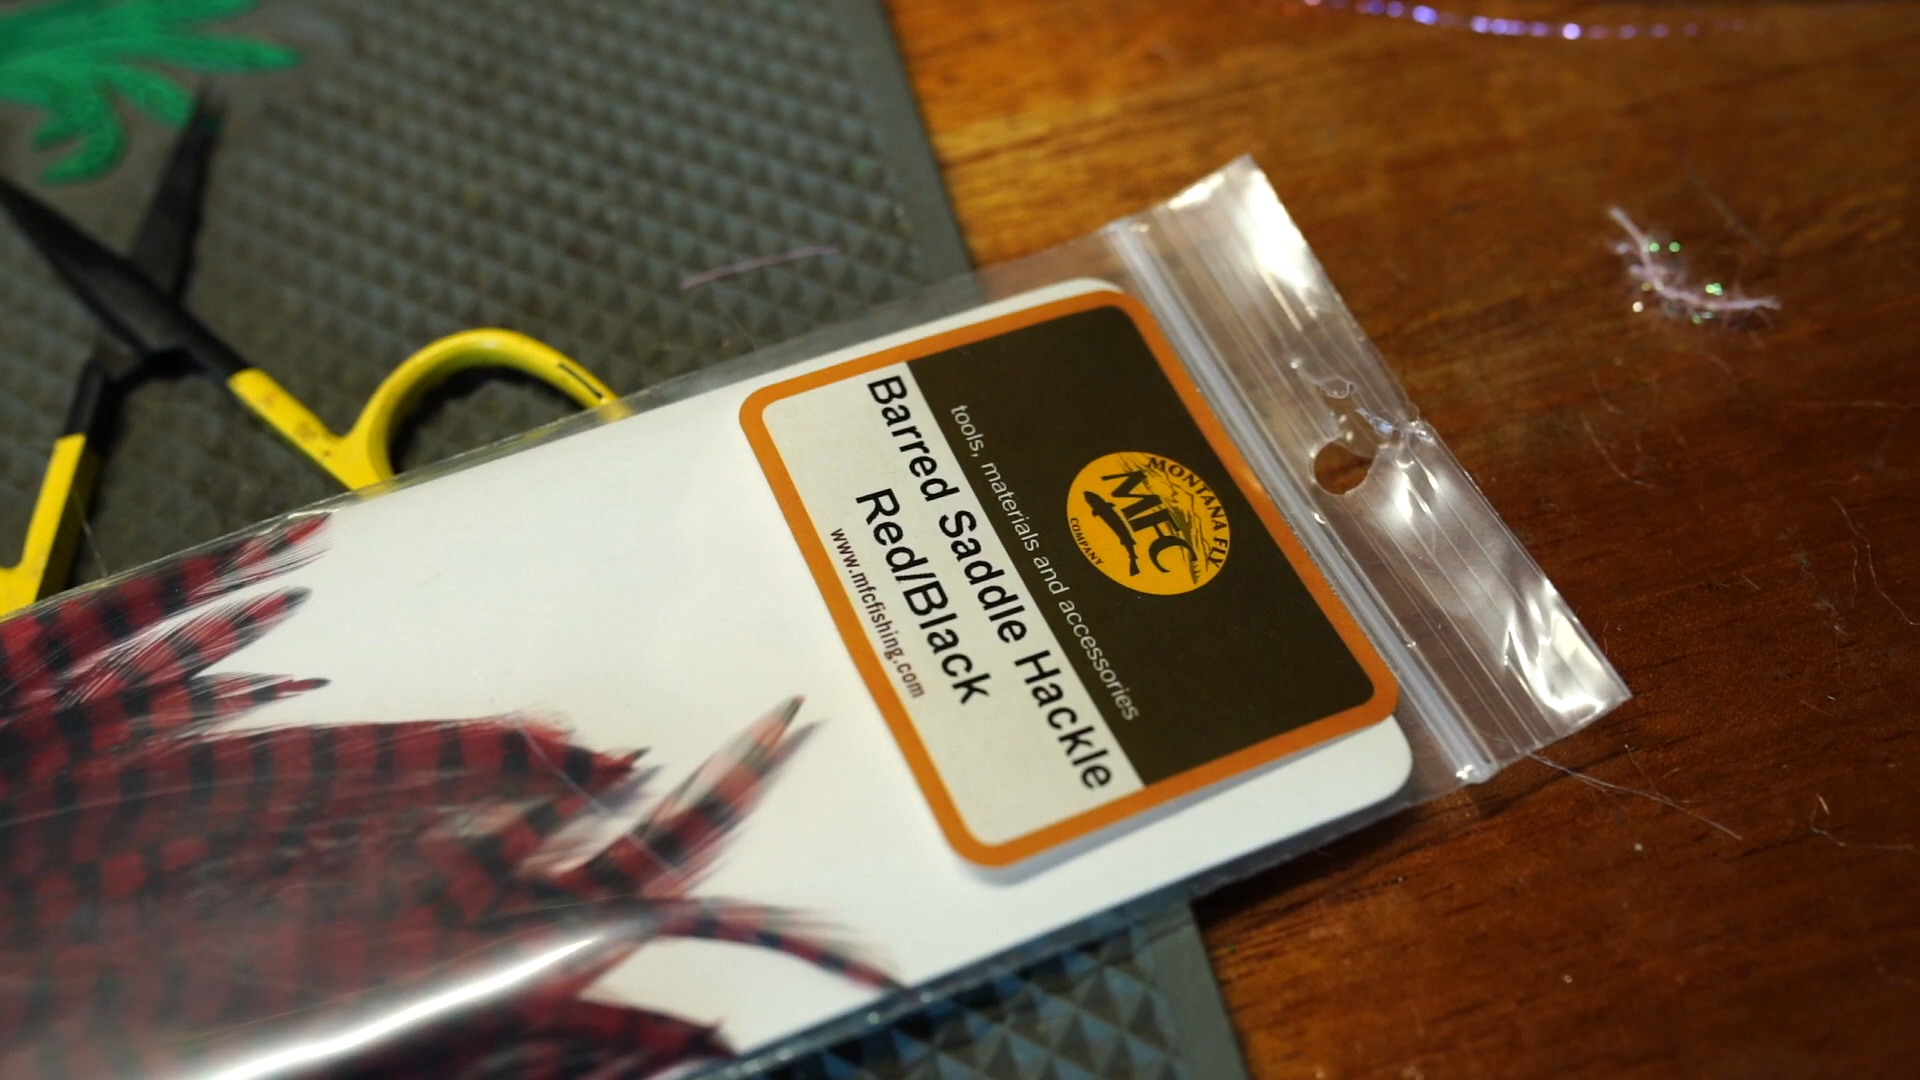 MONTANA FLY
MFC
COMPANY
tools, materials and accessories
Barred Saddle Hackle
Red/Black
www.mfcfishing.com